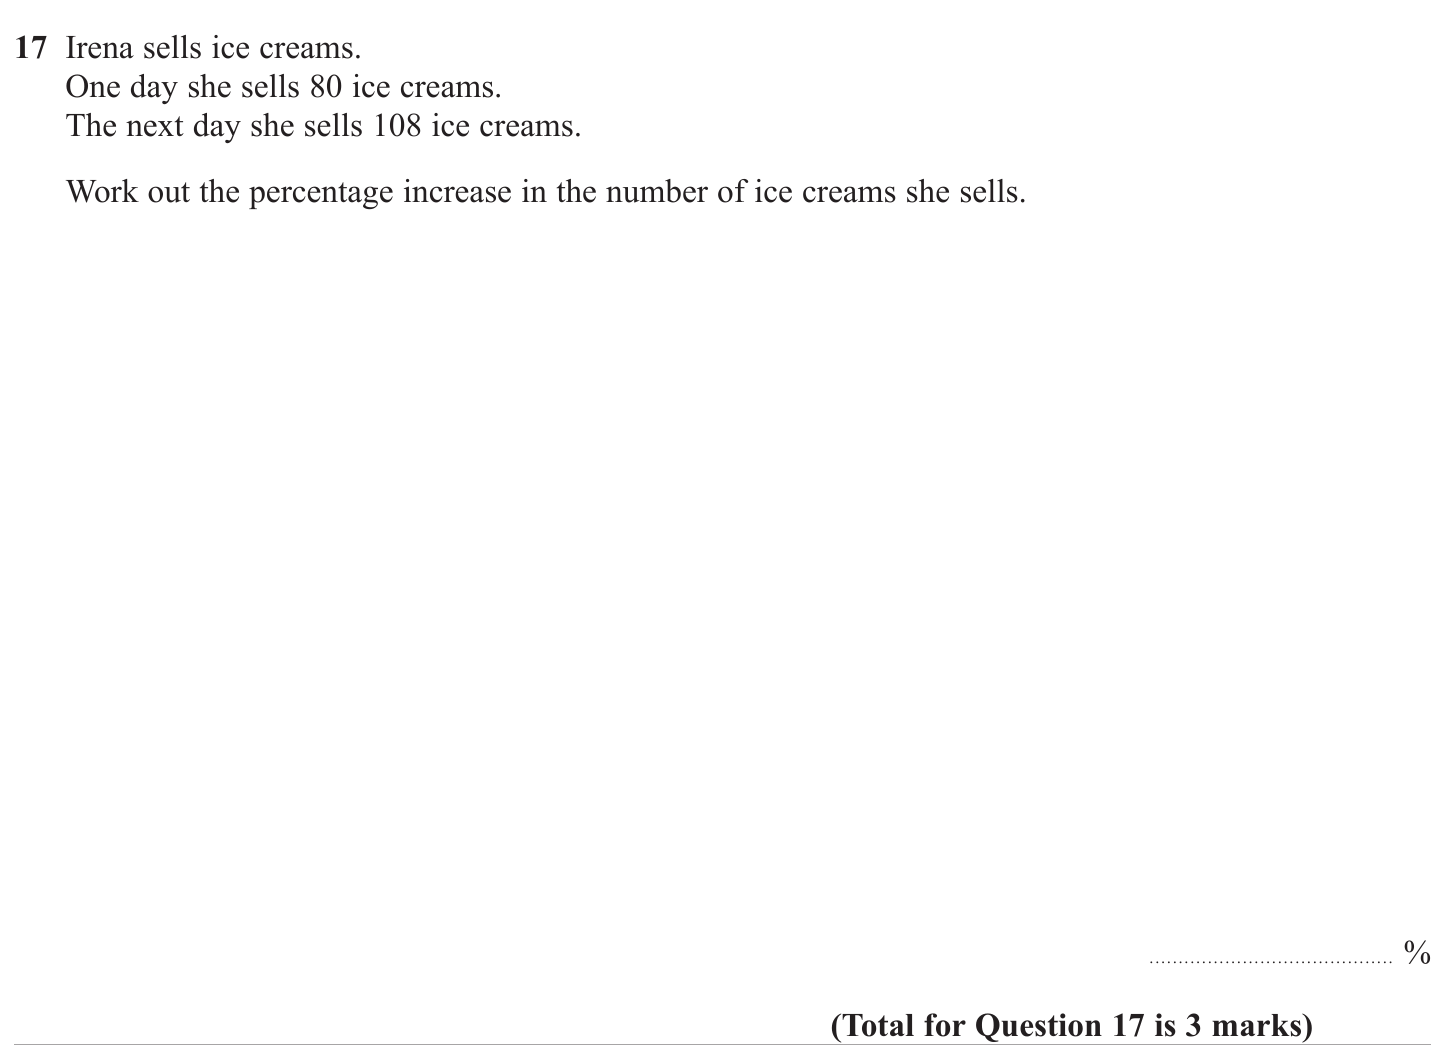 17 Irena sells ice creams.
One day she sells 80 ice creams.
The next day she sells 108 ice creams.
Work out the percentage increase in the number of ice creams she sells.
.......................................... %
(Total for Question 17 is 3 marks)